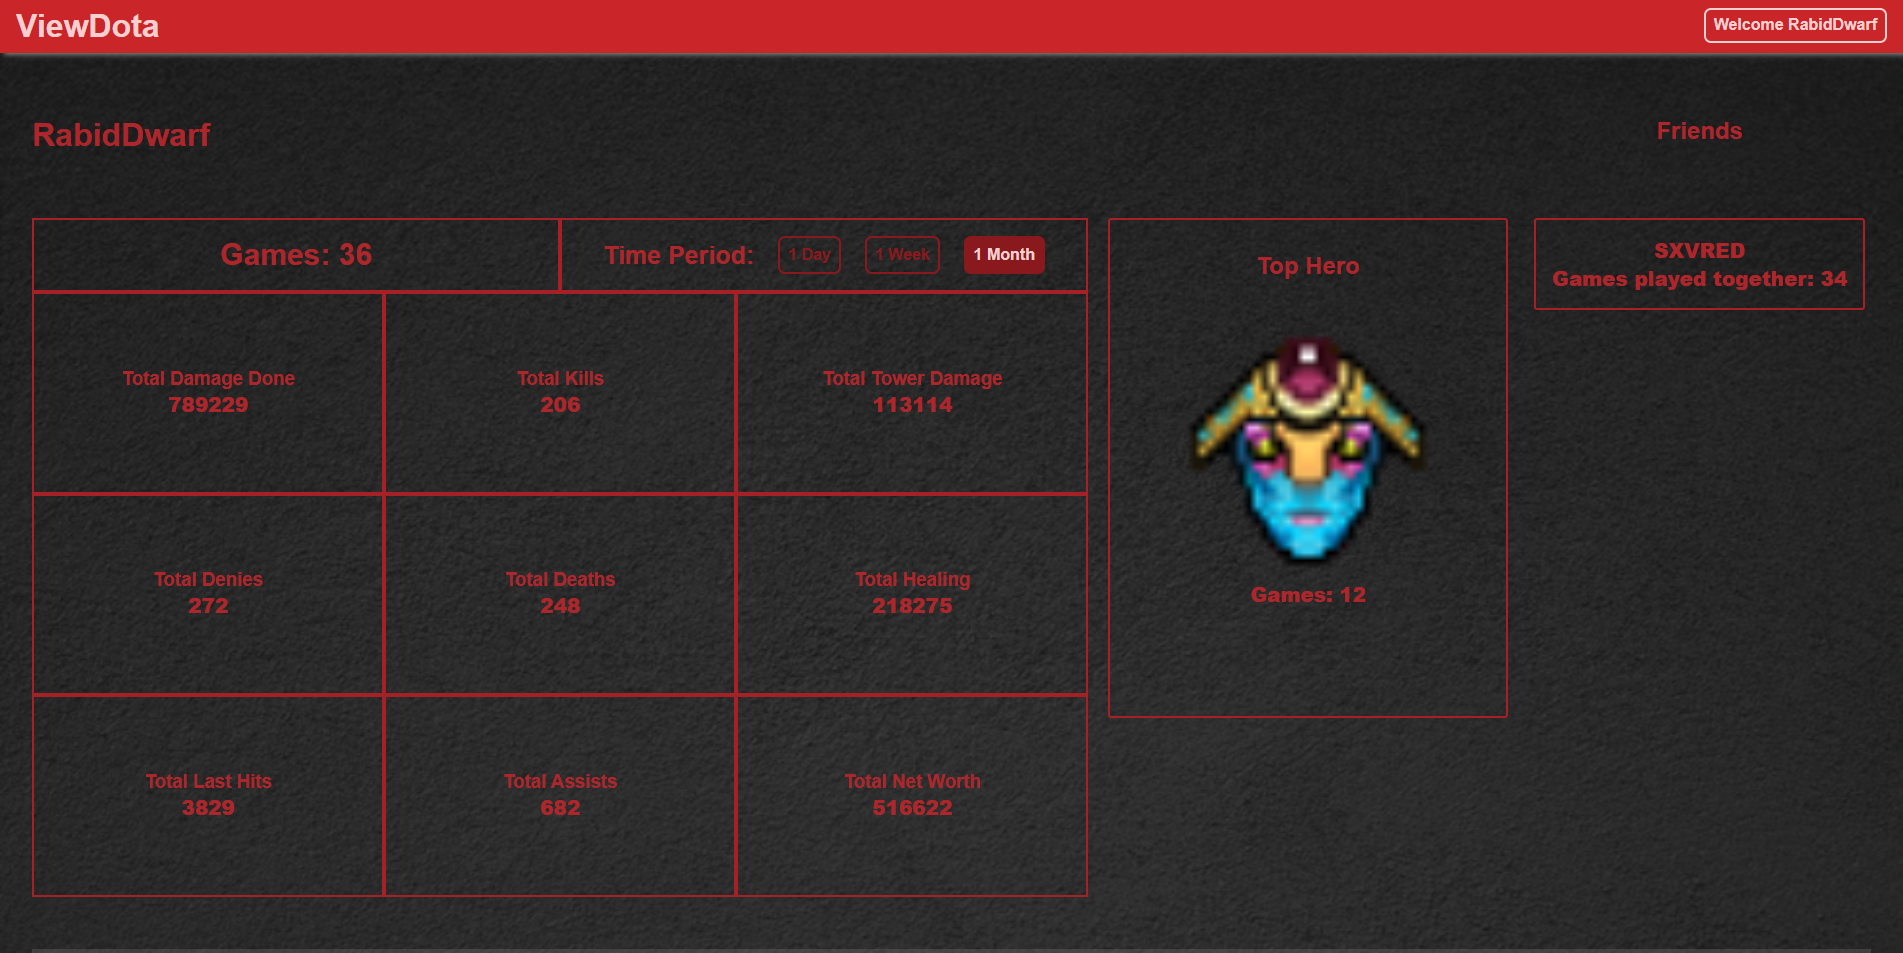 ViewDota
Welcome RabidDwarf
RabidDwarf
Friends
Games: 36
Time Period:
1 Day
1 Week
1 Month
Total Damage Done
789229
Total Kills
206
Total Tower Damage
113114
Total Denies
272
Total Deaths
248
Total Healing
218275
Total Last Hits
3829
Total Assists
682
Total Net Worth
516622
Top Hero
Games: 12
SXVRED
Games played together: 34